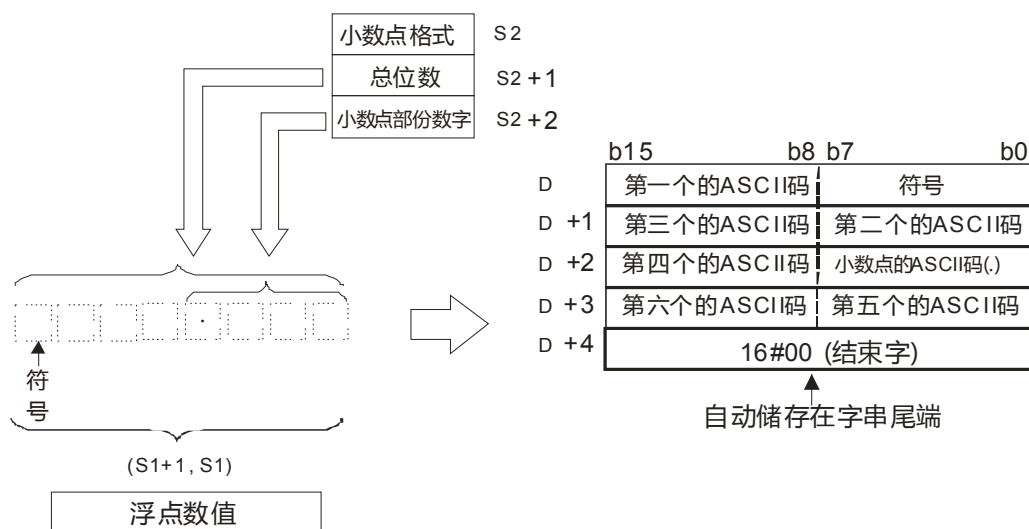 小数点格式 S2
总位数 S2 +1
小数点部份数字 S2 +2
b15 b8 b7 b0
D 第一个的ASCII码 符号
D +1 第三个的ASCII码 第二个的ASCII码
D +2 第四个的ASCII码 小数点的ASCII码(.)
D +3 第六个的ASCII码 第五个的ASCII码
D +4 16#00 (结束字)
自动储存在字串尾端
.
符
号
(S1+1, S1)
浮点数值